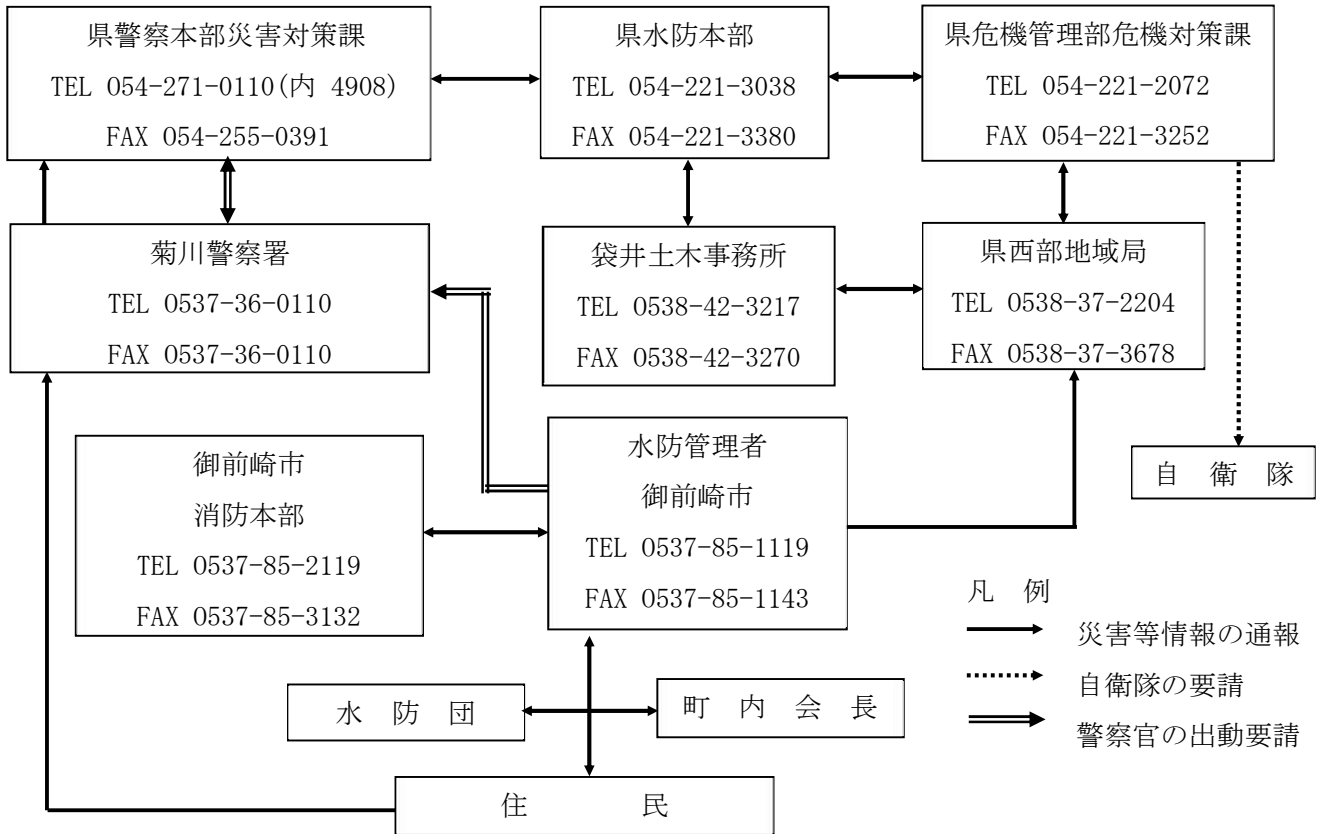 県警察本部災害対策課
TEL 054-271-0110(内 4908)
FAX 054-255-0391
県水防本部
TEL 054-221-3038
FAX 054-221-3380
県危機管理部危機対策課
TEL 054-221-2072
FAX 054-221-3252
菊川警察署
TEL 0537-36-0110
FAX 0537-36-0110
袋井土木事務所
TEL 0538-42-3217
FAX 0538-42-3270
県西部地域局
TEL 0538-37-2204
FAX 0538-37-3678
御前崎市
消防本部
TEL 0537-85-2119
FAX 0537-85-3132
水防管理者
御前崎市
TEL 0537-85-1119
FAX 0537-85-1143
自 衛 隊
水 防 団
町 内 会 長
住 民
凡 例
災害等情報の通報
自衛隊の要請
警察官の出動要請